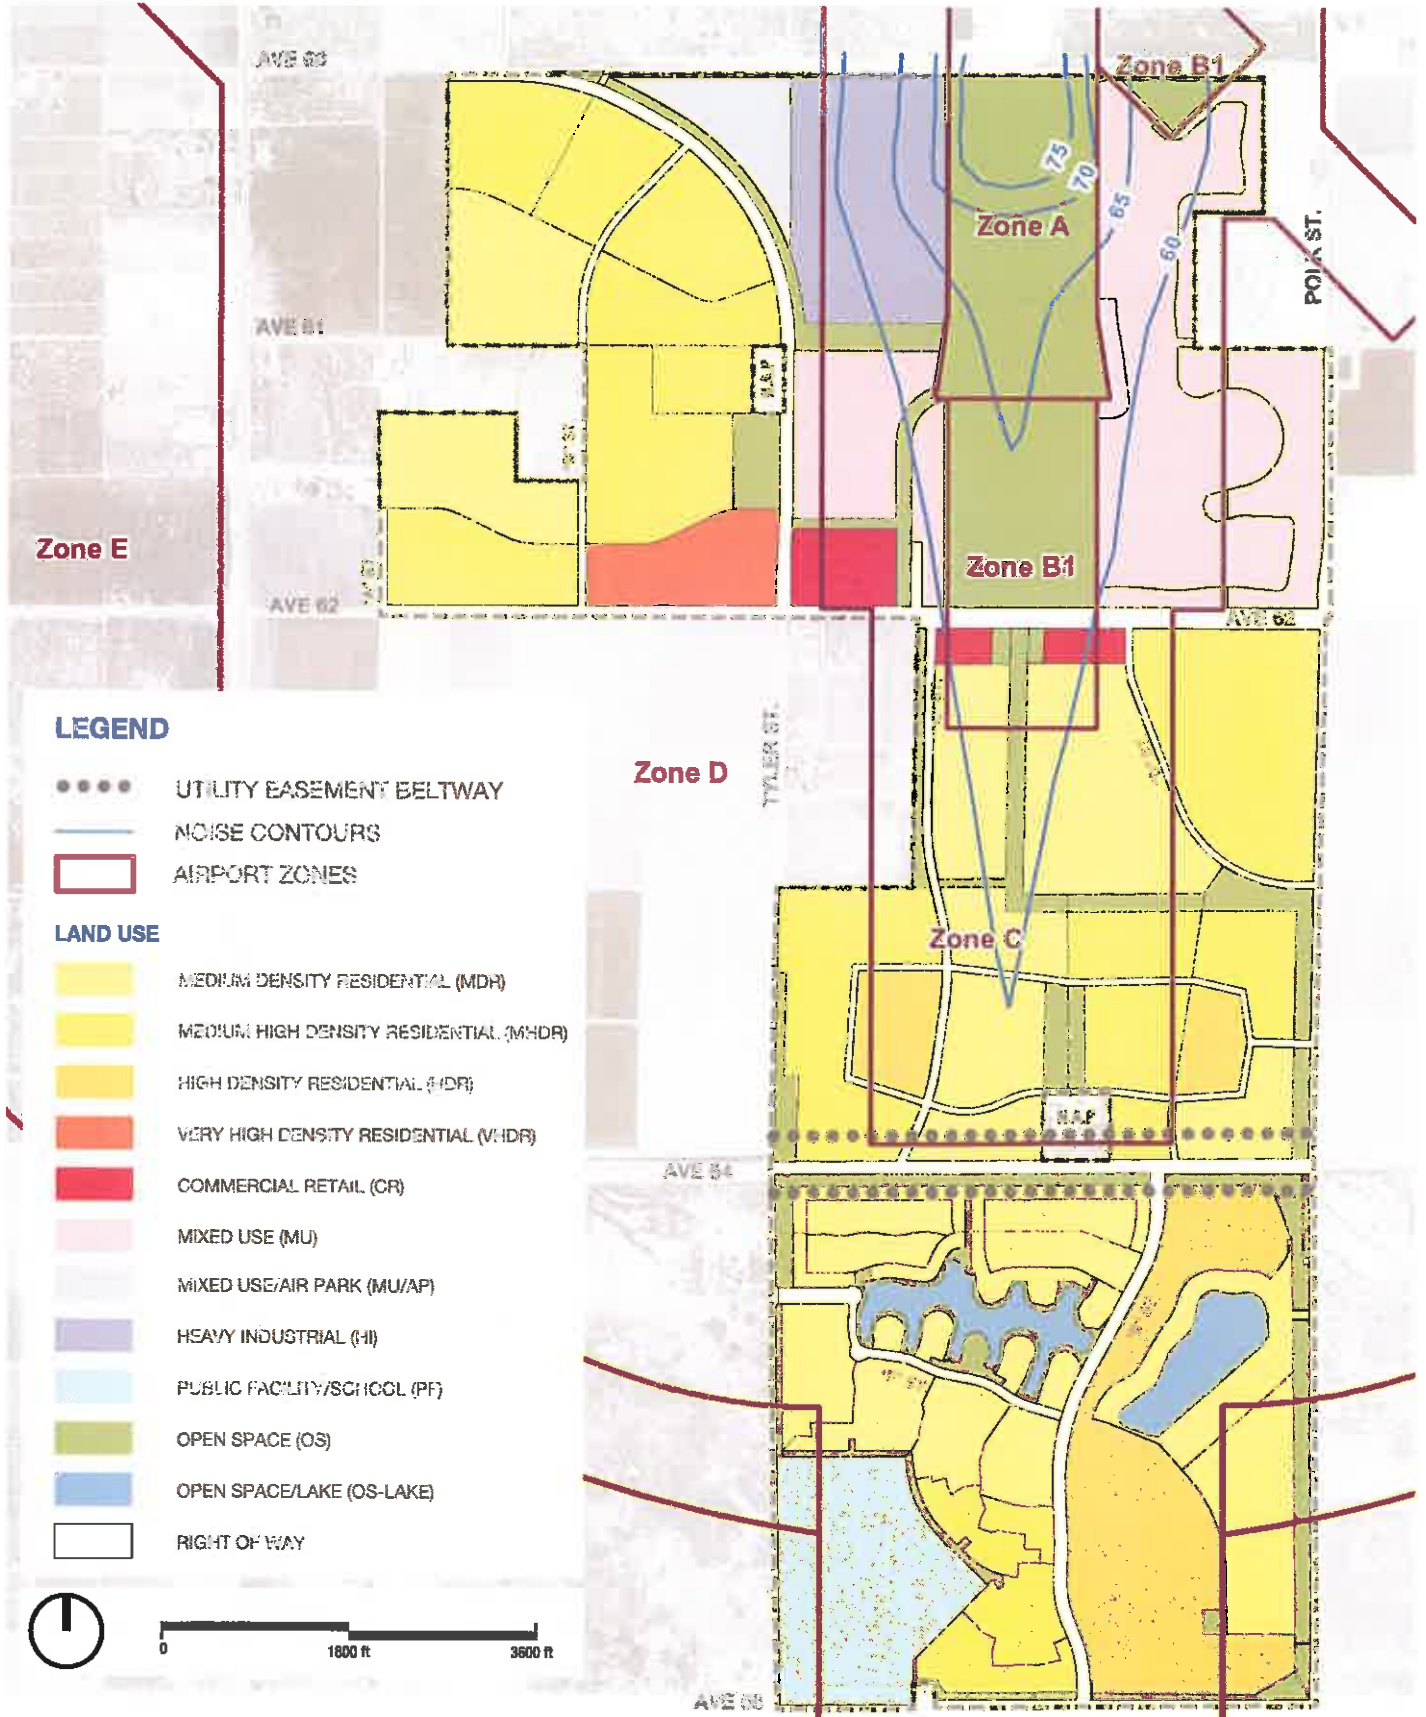 AVE 60
Zone B1
75
70
65
60
Zone A
POLK ST.
AVE 61
N.A.P
Zone E
Zone B1
AVE 62
AVE 62
LEGEND
UTILITY EASEMENT BELTWAY
NOISE CONTOURS
AIRPORT ZONES
Zone D
TYLER ST.
LAND USE
Zone C
MEDIUM DENSITY RESIDENTIAL (MDR)
MEDIUM HIGH DENSITY RESIDENTIAL (MHDR)
HIGH DENSITY RESIDENTIAL (HDR)
N.A.P
VERY HIGH DENSITY RESIDENTIAL (VHDR)
AVE 64
COMMERCIAL RETAIL (CR)
MIXED USE (MU)
MIXED USE/AIR PARK (MU/AP)
HEAVY INDUSTRIAL (HI)
PUBLIC FACILITY/SCHOOL (PF)
OPEN SPACE (OS)
OPEN SPACE/LAKE (OS-LAKE)
RIGHT OF WAY
0
1800 ft
3600 ft
AVE 66